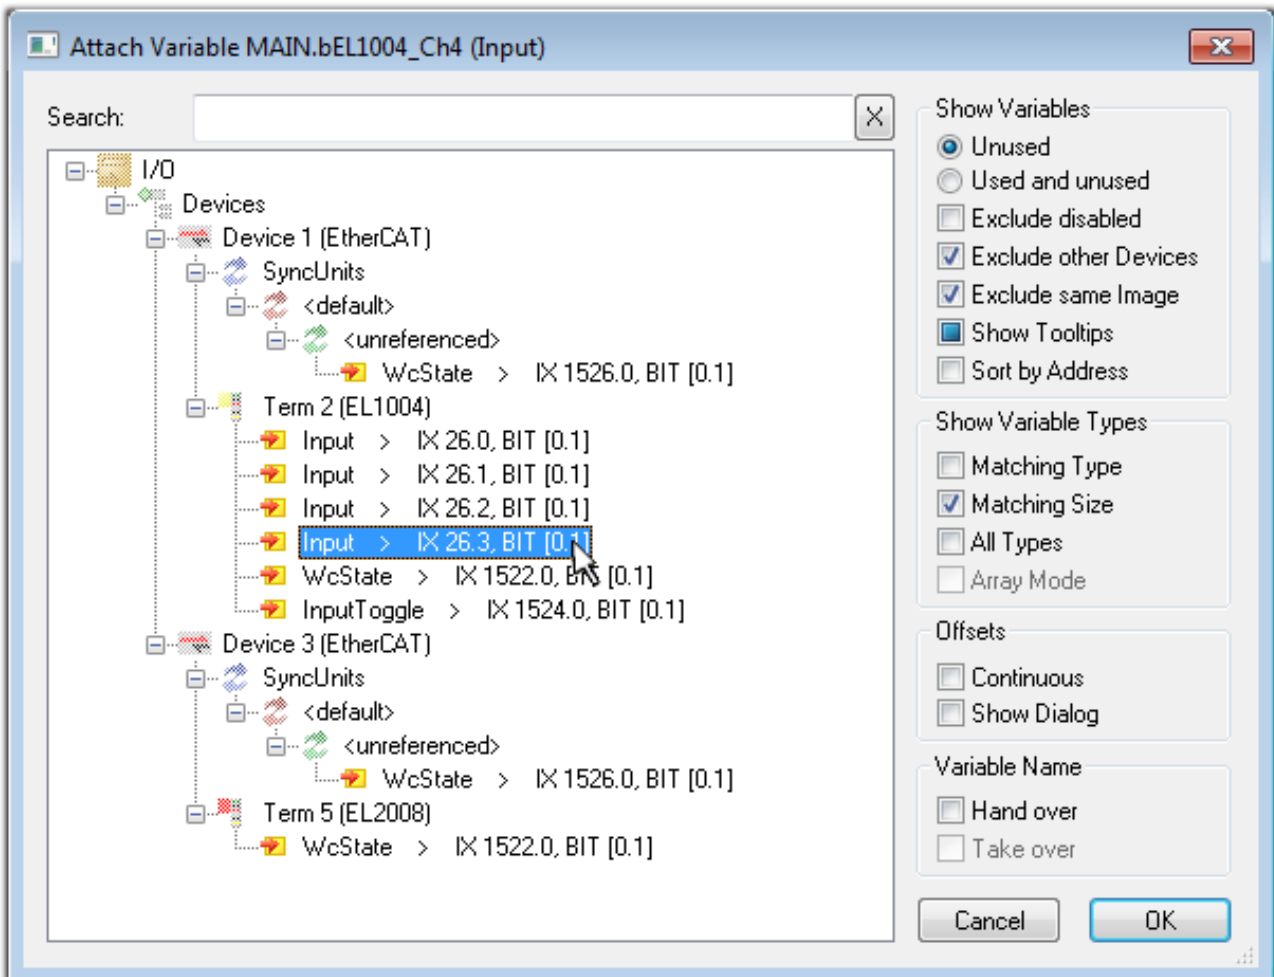 Attach Variable MAIN.bEL1004_Ch4 (Input)
Search:
X
I/O
Devices
Device 1 (EtherCAT)
SyncUnits
<default>
<unreferenced>
WcState > IX 1526.0, BIT [0.1]
Term 2 (EL1004)
Input > IX 26.0, BIT [0.1]
Input > IX 26.1, BIT [0.1]
Input > IX 26.2, BIT [0.1]
Input > IX 26.3, BIT [0.1]
WcState > IX 1522.0, BIT [0.1]
InputToggle > IX 1524.0, BIT [0.1]
Device 3 (EtherCAT)
SyncUnits
<default>
<unreferenced>
WcState > IX 1526.0, BIT [0.1]
Term 5 (EL2008)
WcState > IX 1522.0, BIT [0.1]
Show Variables
Unused
Used and unused
Exclude disabled
Exclude other Devices
Exclude same Image
Show Tooltips
Sort by Address
Show Variable Types
Matching Type
Matching Size
All Types
Array Mode
Offsets
Continuous
Show Dialog
Variable Name
Hand over
Take over
Cancel
OK